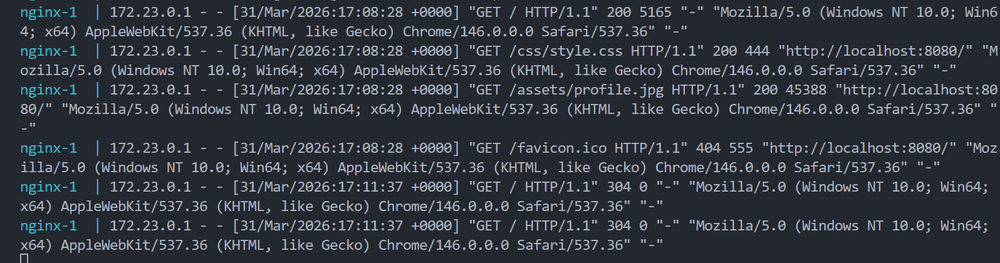 nginx-1  | 172.23.0.1 - - [31/Mar/2026:17:08:28 +0000] "GET / HTTP/1.1" 200 5165 "-" "Mozilla/5.0 (Windows NT 10.0; Win6
4; x64) AppleWebKit/537.36 (KHTML, like Gecko) Chrome/146.0.0.0 Safari/537.36" "-"
nginx-1  | 172.23.0.1 - - [31/Mar/2026:17:08:28 +0000] "GET /css/style.css HTTP/1.1" 200 444 "http://localhost:8080/" "M
ozilla/5.0 (Windows NT 10.0; Win64; x64) AppleWebKit/537.36 (KHTML, like Gecko) Chrome/146.0.0.0 Safari/537.36" "-"
nginx-1  | 172.23.0.1 - - [31/Mar/2026:17:08:28 +0000] "GET /assets/profile.jpg HTTP/1.1" 200 45388 "http://localhost:80
80/" "Mozilla/5.0 (Windows NT 10.0; Win64; x64) AppleWebKit/537.36 (KHTML, like Gecko) Chrome/146.0.0.0 Safari/537.36" "
-"
nginx-1  | 172.23.0.1 - - [31/Mar/2026:17:08:28 +0000] "GET /favicon.ico HTTP/1.1" 404 555 "http://localhost:8080/" "Moz
illa/5.0 (Windows NT 10.0; Win64; x64) AppleWebKit/537.36 (KHTML, like Gecko) Chrome/146.0.0.0 Safari/537.36" "-"
nginx-1  | 172.23.0.1 - - [31/Mar/2026:17:11:37 +0000] "GET / HTTP/1.1" 304 0 "-" "Mozilla/5.0 (Windows NT 10.0; Win64;
x64) AppleWebKit/537.36 (KHTML, like Gecko) Chrome/146.0.0.0 Safari/537.36" "-"
nginx-1  | 172.23.0.1 - - [31/Mar/2026:17:11:37 +0000] "GET / HTTP/1.1" 304 0 "-" "Mozilla/5.0 (Windows NT 10.0; Win64;
x64) AppleWebKit/537.36 (KHTML, like Gecko) Chrome/146.0.0.0 Safari/537.36" "-"